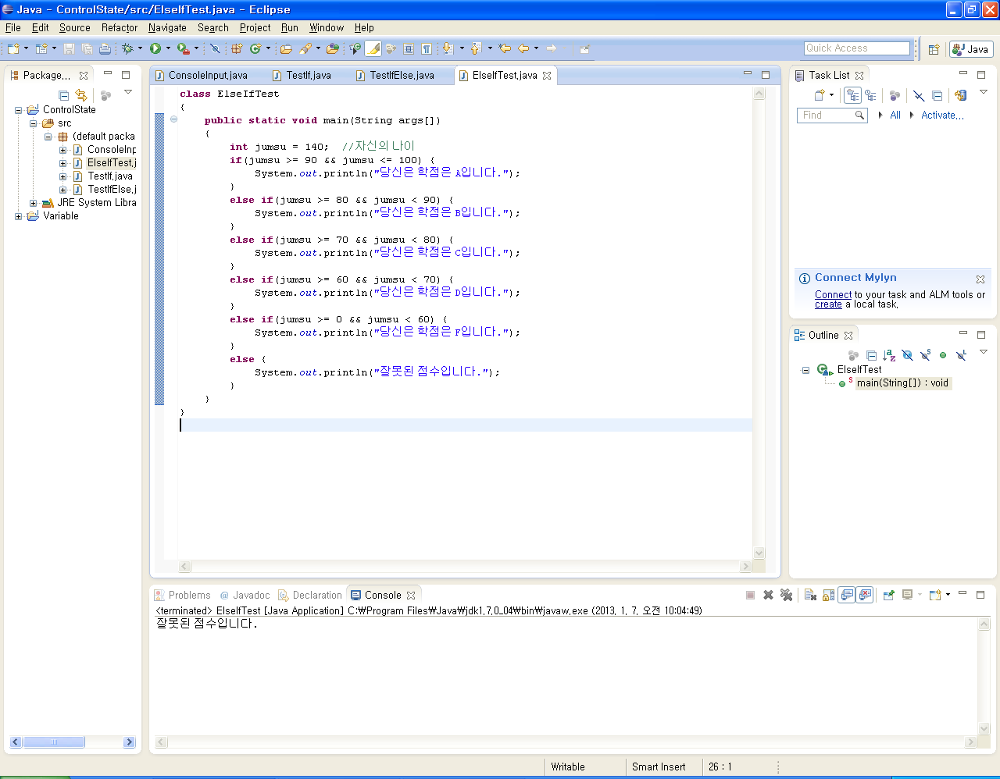 Java - ControlState/src/ElseIfTest.java - Eclipse
File Edit Source Refactor Navigate Search Project Run Window Help
Quick Access
Java
Package...
ControlState
src
(default packa
ConsoleInp
ElseIfTest.j
TestIf.java
TestIfElse.j
JRE System Libra
Variable
ConsoleInput.java TestIf.java TestIfElse.java ElseIfTest.java
class ElseIfTest
{
public static void main(String args[])
{
int jumsu = 140; //자신의 나이
if(jumsu >= 90 && jumsu <= 100) {
System.out.println("당신은 학점은 A입니다.");
}
else if(jumsu >= 80 && jumsu < 90) {
System.out.println("당신은 학점은 B입니다.");
}
else if(jumsu >= 70 && jumsu < 80) {
System.out.println("당신은 학점은 C입니다.");
}
else if(jumsu >= 60 && jumsu < 70) {
System.out.println("당신은 학점은 D입니다.");
}
else if(jumsu >= 0 && jumsu < 60) {
System.out.println("당신은 학점은 F입니다.");
}
else {
System.out.println("잘못된 점수입니다.");
}
}
}
Task List
Find All Activate...
Connect Mylyn
Connect to your task and ALM tools or
create a local task.
Outline
ElseIfTest
main(String[]) : void
Problems @ Javadoc Declaration Console
<terminated> ElseIfTest [Java Application] C:₩Program Files₩Java₩jdk1.7.0_04₩bin₩javaw.exe (2013. 1. 7. 오전 10:04:49)
잘못된 점수입니다.
Writable Smart Insert 26 : 1